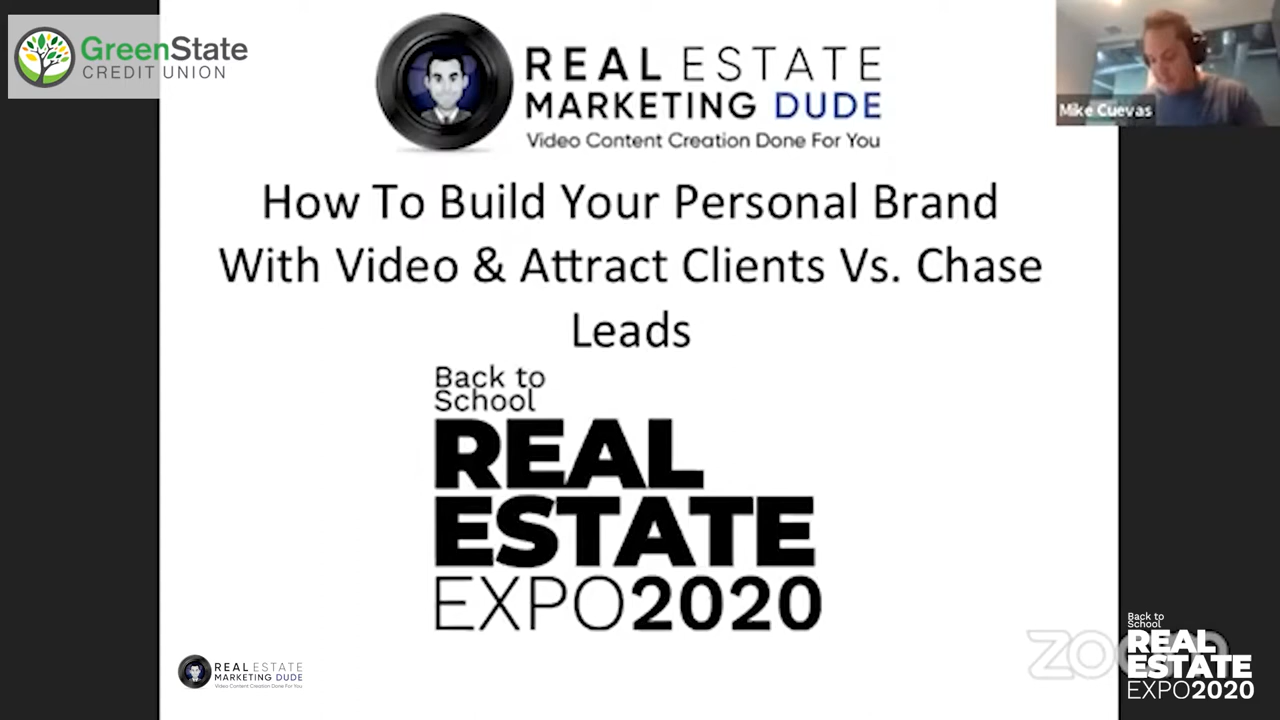 GreenState
CREDIT UNION
REAL ESTATE
MARKETING DUDE
Video Content Creation Done For You
Mike Cuevas
How To Build Your Personal Brand
With Video & Attract Clients Vs. Chase
Leads
Back to
School
REAL
ESTATE
EXPO2020
REAL ESTATE
MARKETING DUDE
Video Content Creation Done For You
zoom
Back to
School
REAL
ESTATE
EXPO2020